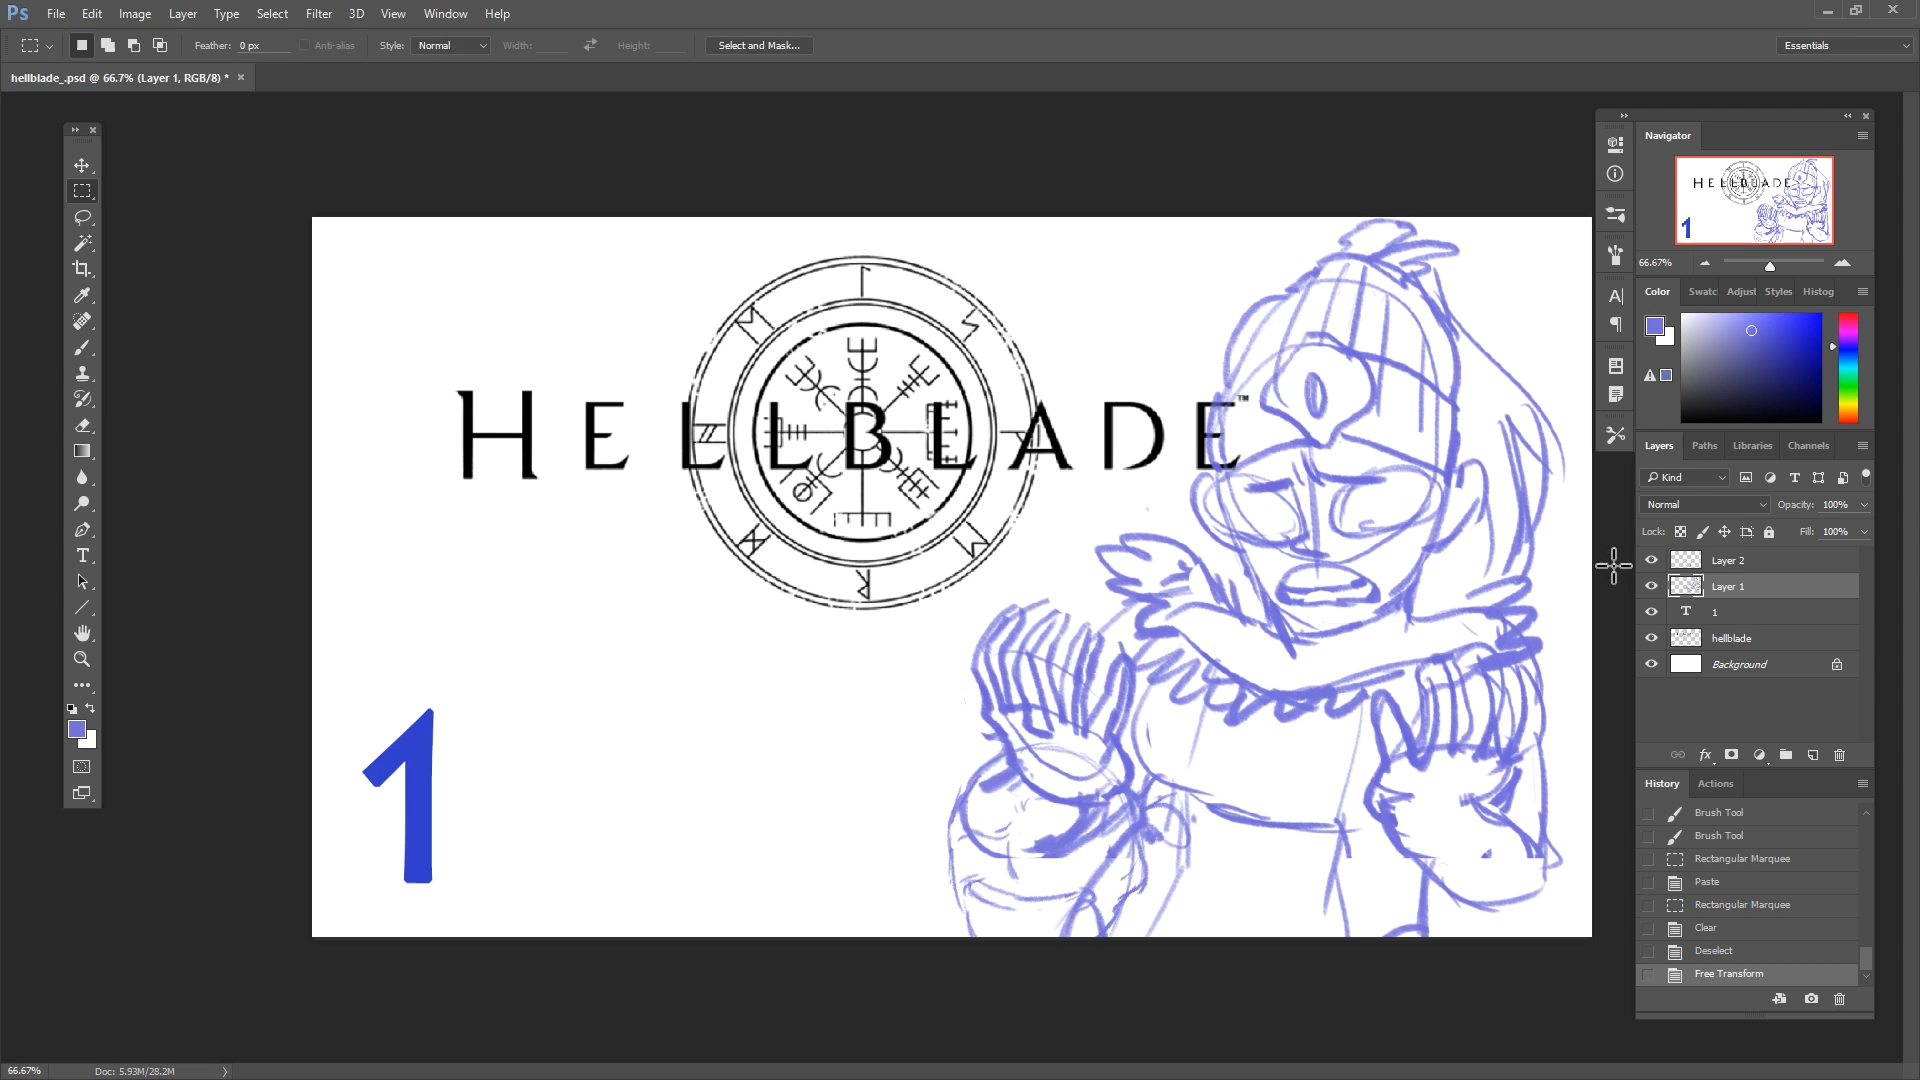 Ps File Edit Image Layer Type Select Filter 3D View Window Help
Feather: 0 px Anti-alias Style: Normal Width: Height: Select and Mask... Essentials
hellblade_.psd @ 66.7% (Layer 1, RGB/8) *
HELLBLADE™
1
Navigator
HELLBLADE
1
66.67%
Color Swatc Adjust Styles Histog
Layers Paths Libraries Channels
Kind
Normal Opacity: 100%
Lock: Fill: 100%
Layer 2
Layer 1
T 1
hellblade
Background
fx
History Actions
Brush Tool
Brush Tool
Rectangular Marquee
Paste
Rectangular Marquee
Clear
Deselect
Free Transform
66.67% Doc: 5.93M/28.2M